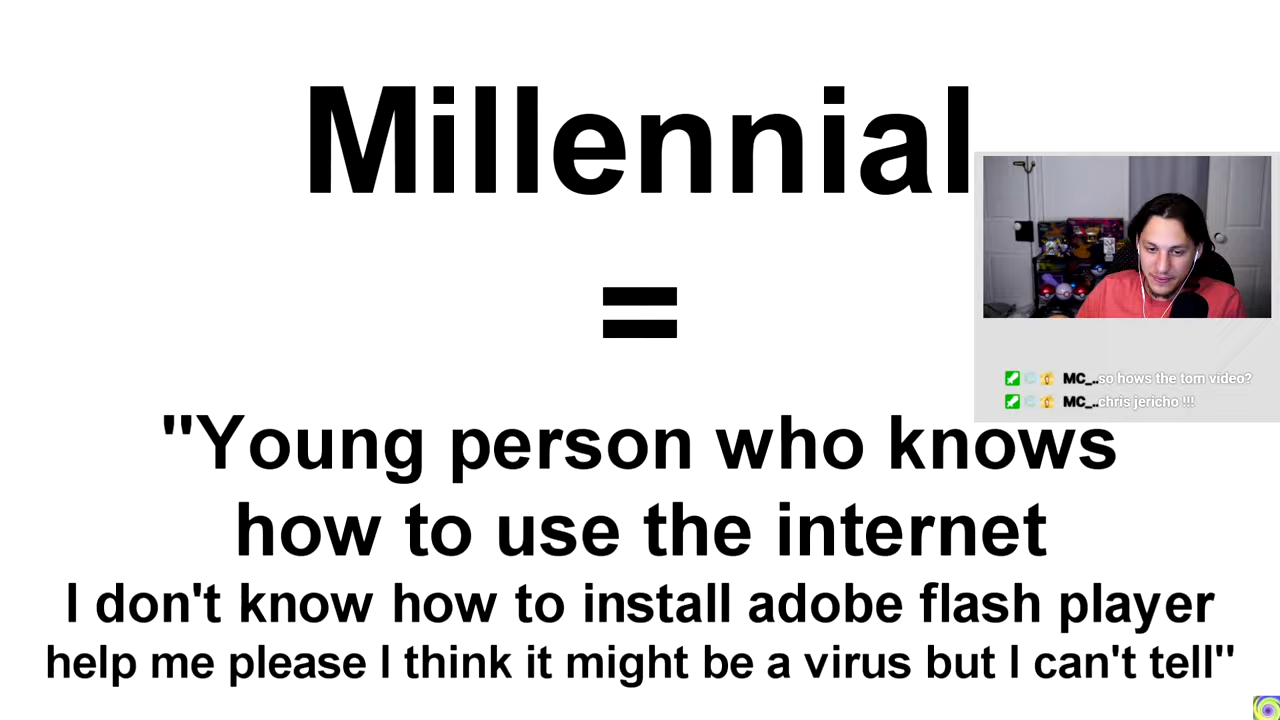 Millennial
=
MC_..so hows the tom video?
MC_..chris jericho !!!
"Young person who knows
how to use the internet
I don't know how to install adobe flash player
help me please I think it might be a virus but I can't tell"